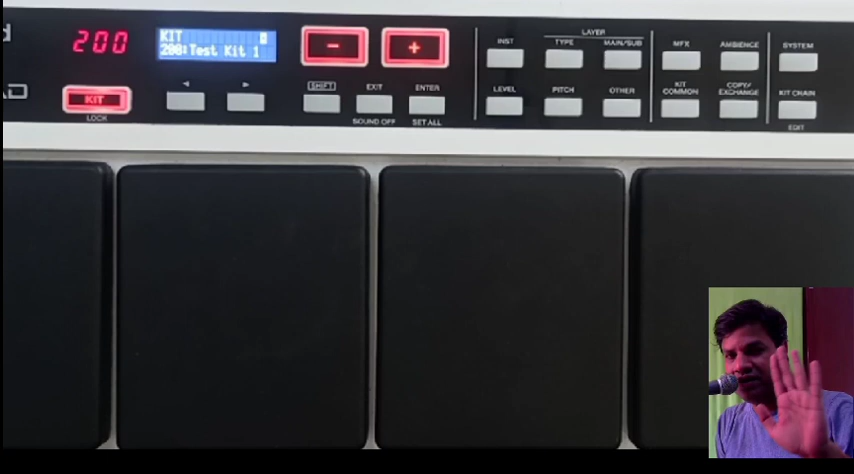 d
200
KIT
200:Test Kit 1
−
+
KIT
LOCK
AD
SHIFT
EXIT
ENTER
SOUND OFF
SET ALL
LAYER
INST
TYPE
MAIN/SUB
LEVEL
PITCH
OTHER
MFX
AMBIENCE
KIT
COMMON
COPY/
EXCHANGE
SYSTEM
KIT CHAIN
EDIT